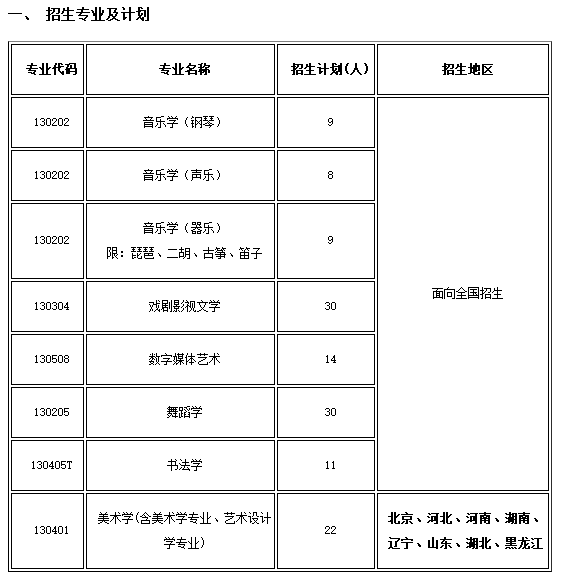 一、 招生专业及计划
专业代码 专业名称 招生计划(人) 招生地区
130202 音乐学（钢琴） 9
130202 音乐学（声乐） 8
130202 音乐学（器乐）
限：琵琶、二胡、古筝、笛子 9
130304 戏剧影视文学 30
面向全国招生
130508 数字媒体艺术 14
130205 舞蹈学 30
130405T 书法学 11
130401 美术学(含美术学专业、艺术设计
学专业) 22
北京、河北、河南、湖南、
辽宁、山东、湖北、黑龙江